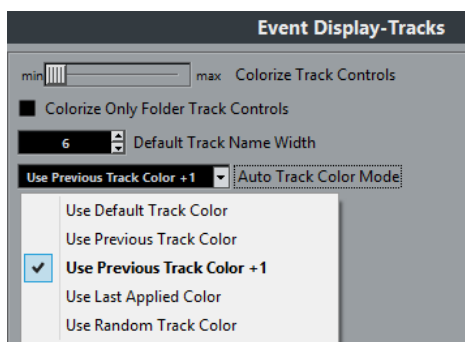 Event Display-Tracks
min max Colorize Track Controls
Colorize Only Folder Track Controls
6 Default Track Name Width
Use Previous Track Color +1 Auto Track Color Mode
Use Default Track Color
Use Previous Track Color
Use Previous Track Color +1
Use Last Applied Color
Use Random Track Color